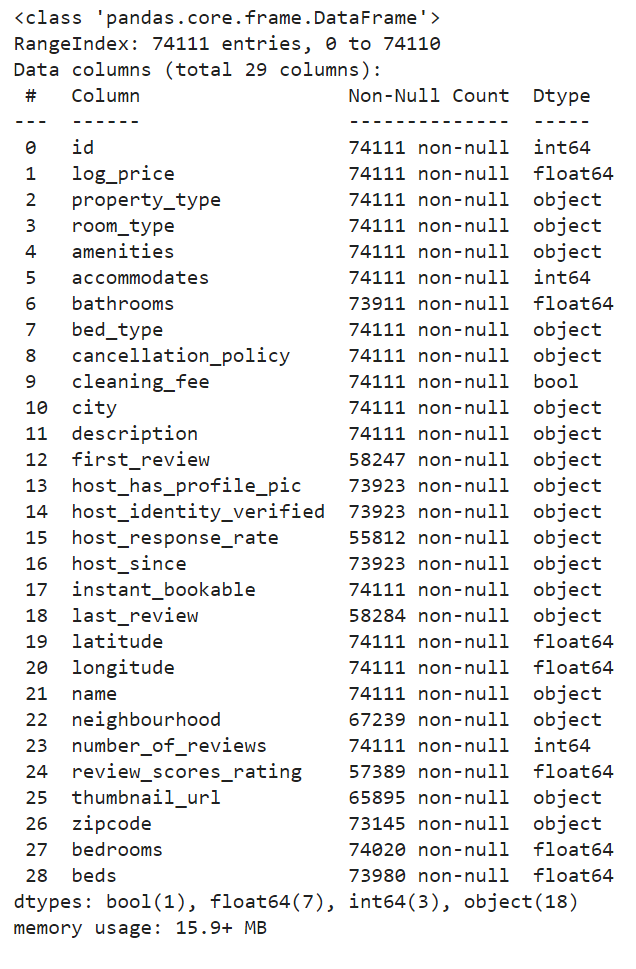 <class 'pandas.core.frame.DataFrame'>
RangeIndex: 74111 entries, 0 to 74110
Data columns (total 29 columns):
 #   Column                  Non-Null Count  Dtype
---  ------                  --------------  -----
 0   id                      74111 non-null  int64
 1   log_price               74111 non-null  float64
 2   property_type           74111 non-null  object
 3   room_type               74111 non-null  object
 4   amenities               74111 non-null  object
 5   accommodates            74111 non-null  int64
 6   bathrooms               73911 non-null  float64
 7   bed_type                74111 non-null  object
 8   cancellation_policy     74111 non-null  object
 9   cleaning_fee            74111 non-null  bool
 10  city                    74111 non-null  object
 11  description             74111 non-null  object
 12  first_review            58247 non-null  object
 13  host_has_profile_pic    73923 non-null  object
 14  host_identity_verified  73923 non-null  object
 15  host_response_rate      55812 non-null  object
 16  host_since              73923 non-null  object
 17  instant_bookable        74111 non-null  object
 18  last_review             58284 non-null  object
 19  latitude                74111 non-null  float64
 20  longitude               74111 non-null  float64
 21  name                    74111 non-null  object
 22  neighbourhood           67239 non-null  object
 23  number_of_reviews       74111 non-null  int64
 24  review_scores_rating    57389 non-null  float64
 25  thumbnail_url           65895 non-null  object
 26  zipcode                 73145 non-null  object
 27  bedrooms                74020 non-null  float64
 28  beds                    73980 non-null  float64
dtypes: bool(1), float64(7), int64(3), object(18)
memory usage: 15.9+ MB